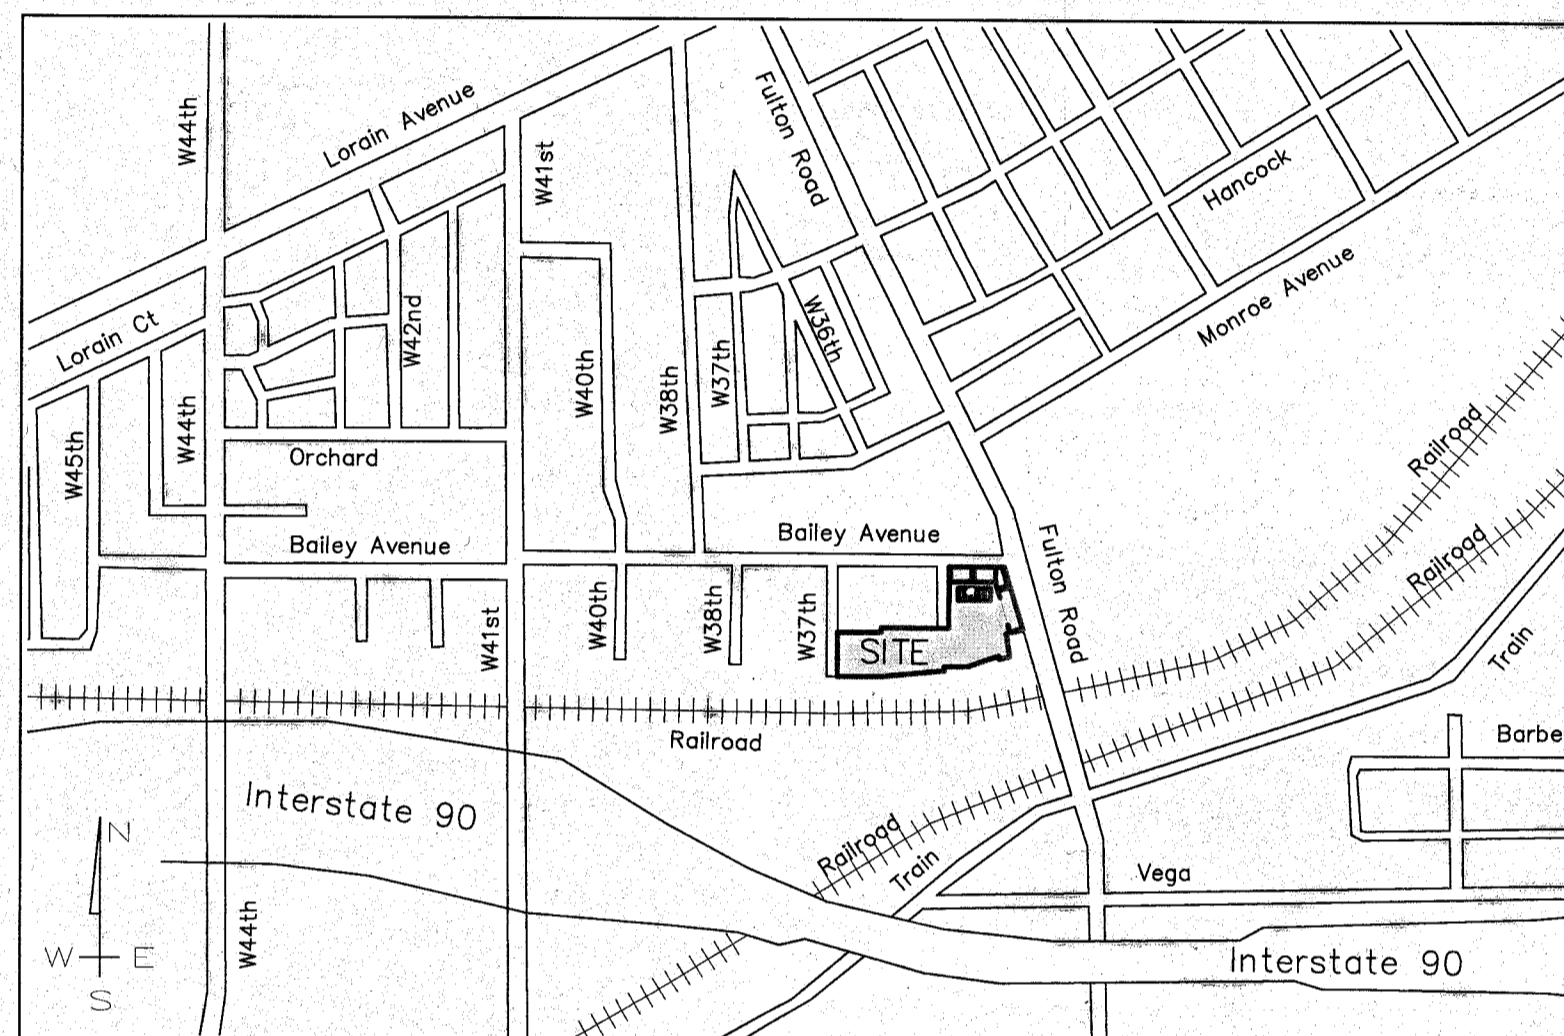 W44th
Lorain Avenue
W41st
Fulton Road
Hancock
Monroe Avenue
Lorain Ct
W42nd
W36th
W40th
W38th
W37th
W44th
W45th
Orchard
Railroad
Bailey Avenue
Bailey Avenue
Fulton Road
Railroad
W40th
W38th
W37th
W41st
SITE
Train
Railroad
Barbe
Interstate 90
N
Railroad
Train
Vega
W44th
W E
S
Interstate 90